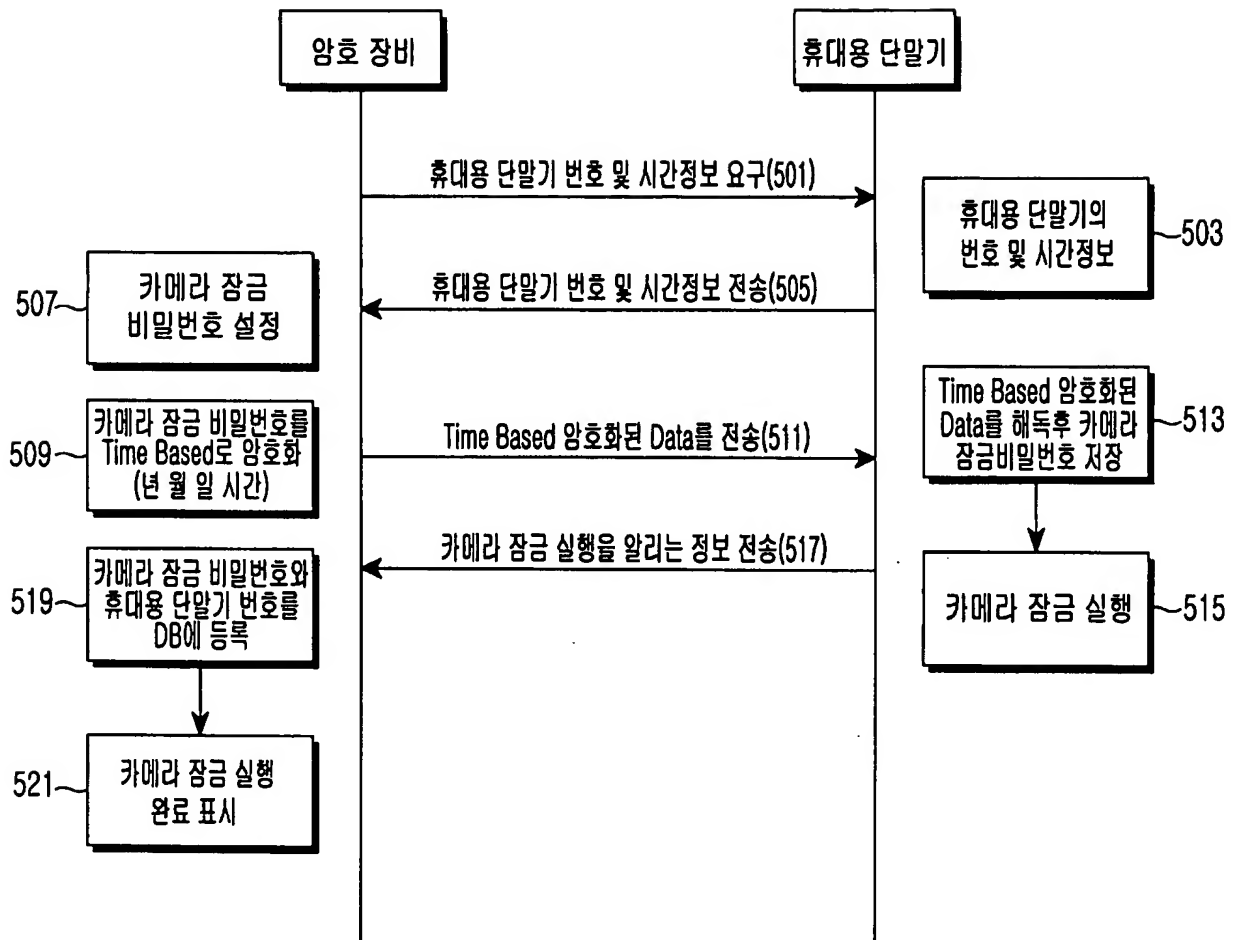 암호 장비
휴대용 단말기
휴대용 단말기 번호 및 시간정보 요구(501)
휴대용 단말기의
번호 및 시간정보
503
휴대용 단말기 번호 및 시간정보 전송(505)
507
카메라 잠금
비밀번호 설정
Time Based 암호화된
Data를 해독후 카메라
잠금비밀번호 저장
513
509
카메라 잠금 비밀번호를
Time Based로 암호화
(년 월 일 시간)
Time Based 암호화된 Data를 전송(511)
카메라 잠금 실행을 알리는 정보 전송(517)
519
카메라 잠금 비밀번호와
휴대용 단말기 번호를
DB에 등록
카메라 잠금 실행
515
521
카메라 잠금 실행
완료 표시